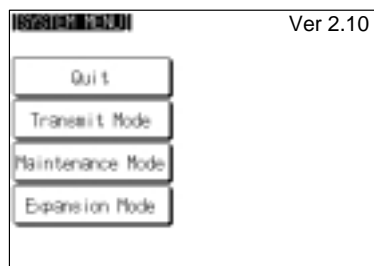 [SYSTEM MENU] Ver 2.10
Quit
Transmit Mode
Maintenance Mode
Expansion Mode